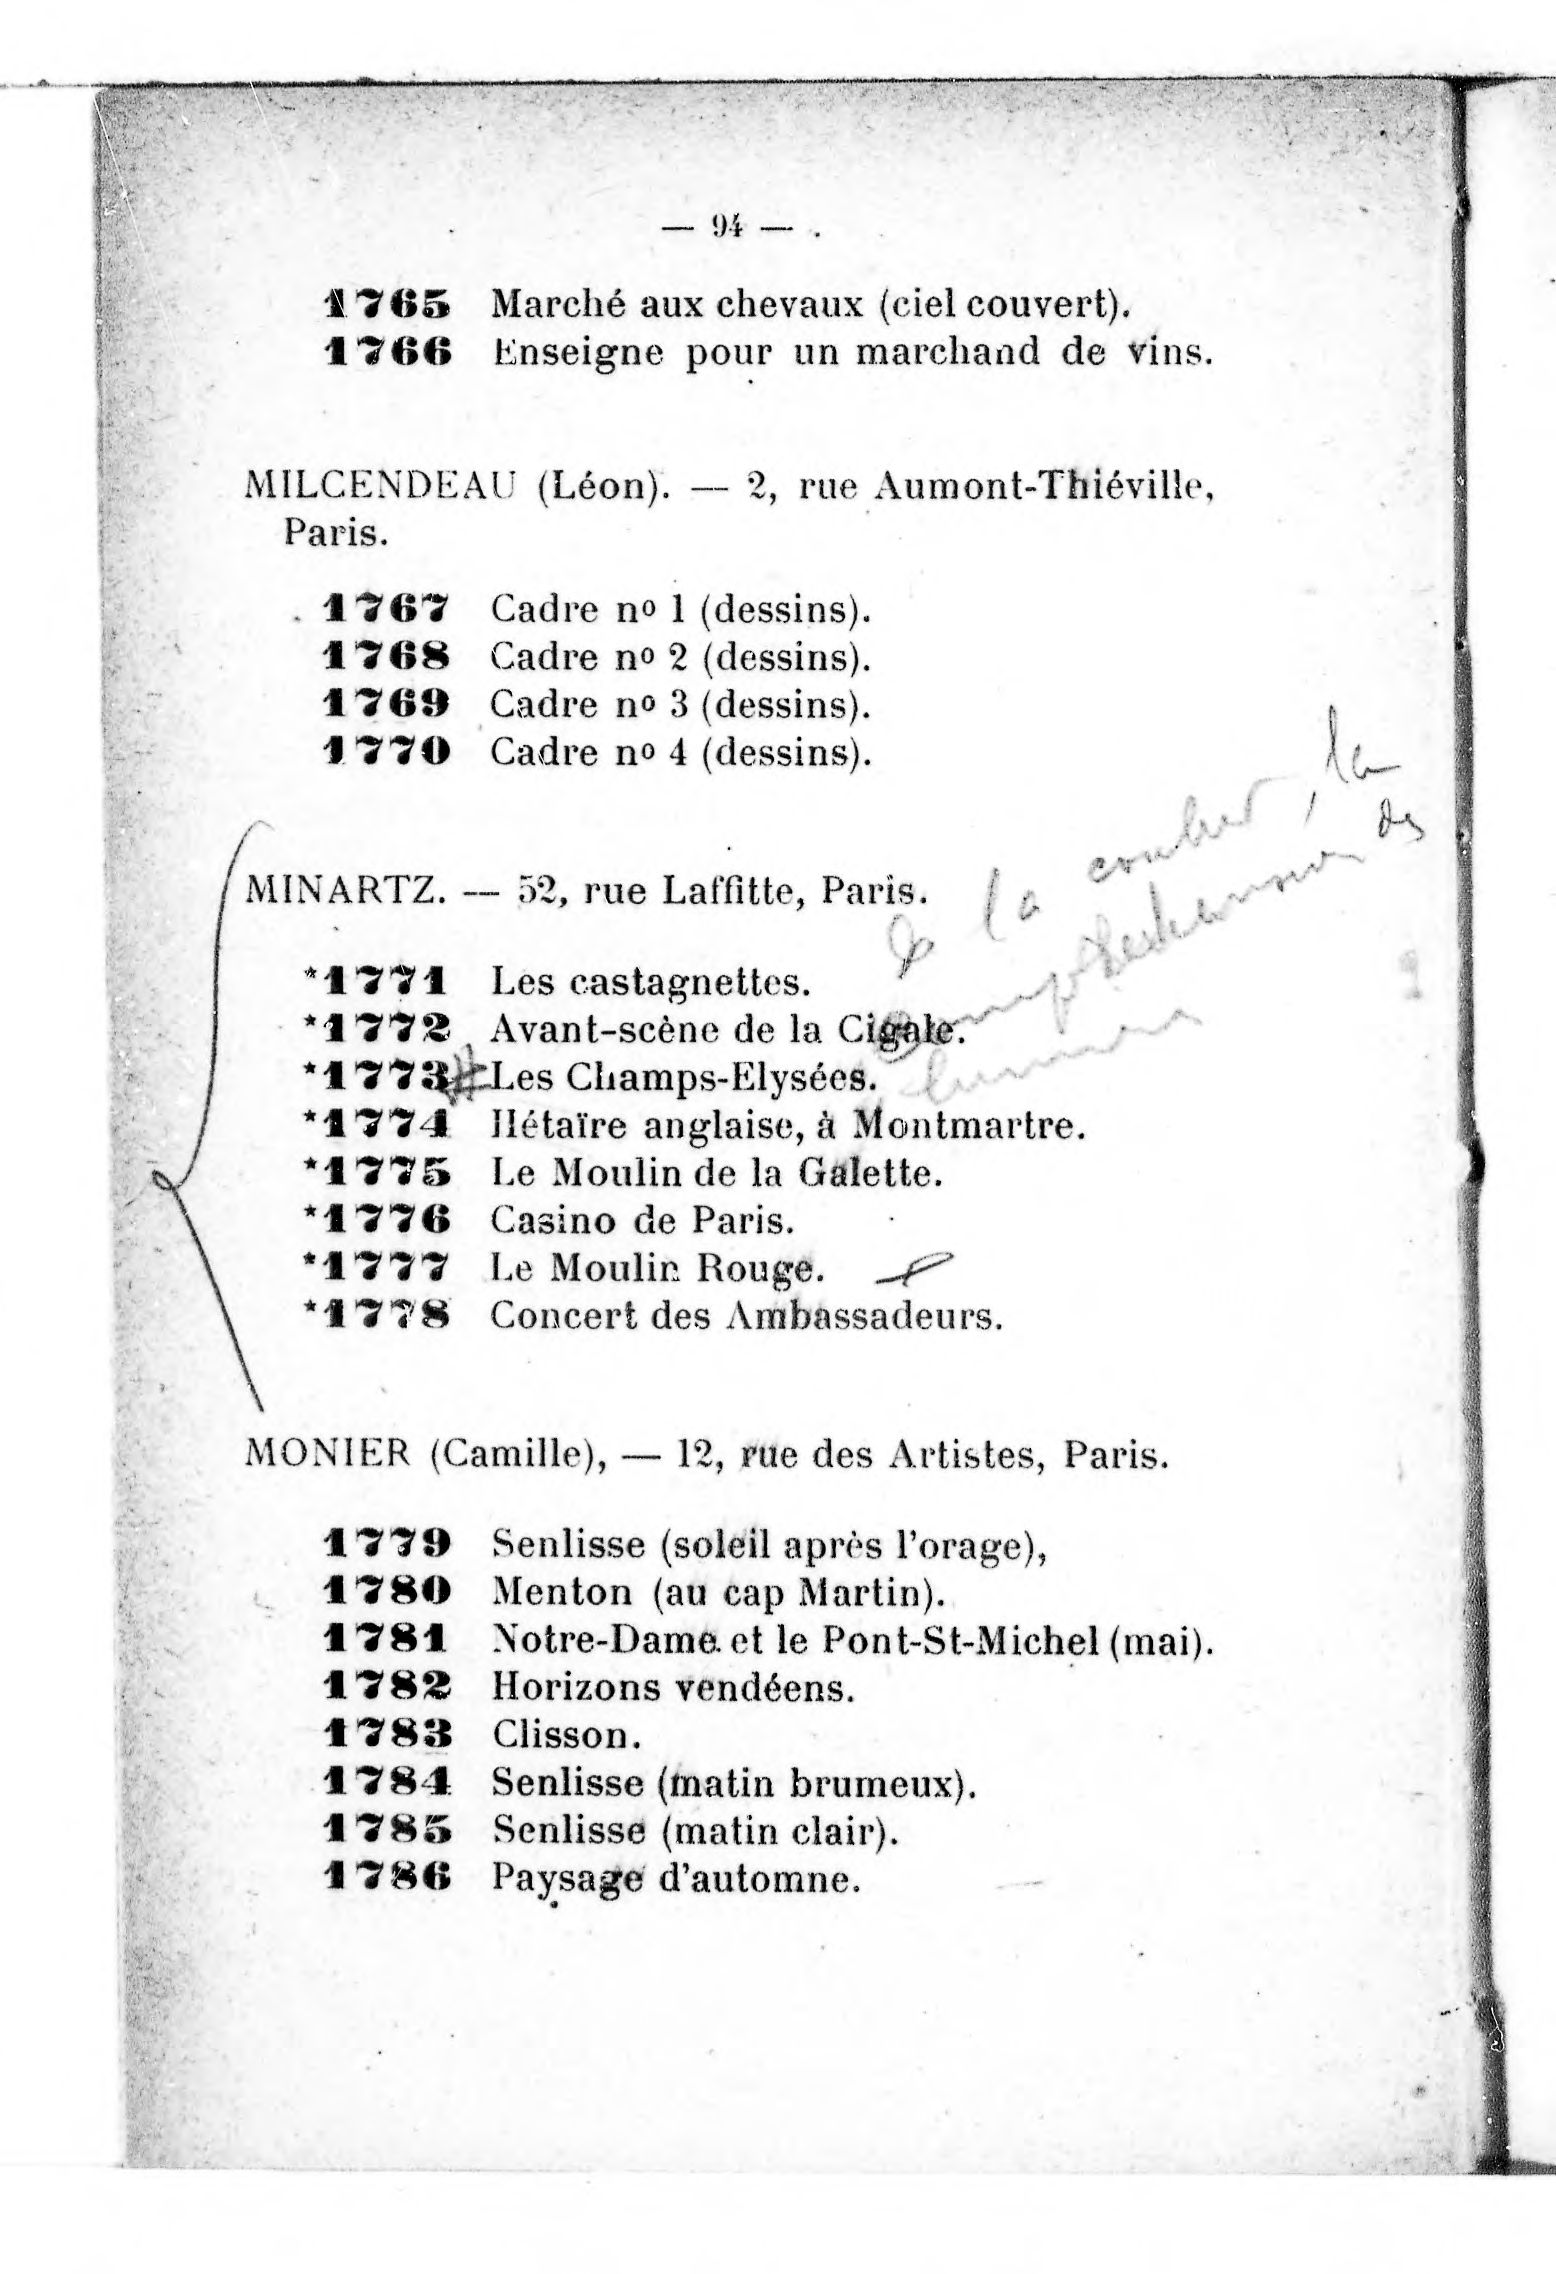 — 94 —
1765 Marché aux chevaux (ciel couvert).
1766 Enseigne pour un marchand de vins.
MILCENDEAU (Léon). — 2, rue Aumont-Thiéville,
Paris.
1767 Cadre nº 1 (dessins).
1768 Cadre nº 2 (dessins).
1769 Cadre nº 3 (dessins).
1770 Cadre nº 4 (dessins).
la
des
MINARTZ. — 52, rue Laffitte, Paris.
la
*1771 Les castagnettes.
*1772 Avant-scène de la Cigale.
*1773 Les Champs-Elysées.
*1774 Hétaïre anglaise, à Montmartre.
*1775 Le Moulin de la Galette.
*1776 Casino de Paris.
*1777 Le Moulin Rouge.
*1778 Concert des Ambassadeurs.
MONIER (Camille), — 12, rue des Artistes, Paris.
1779 Senlisse (soleil après l'orage),
1780 Menton (au cap Martin).
1781 Notre-Dame et le Pont-St-Michel (mai).
1782 Horizons vendéens.
1783 Clisson.
1784 Senlisse (matin brumeux).
1785 Senlisse (matin clair).
1786 Paysage d'automne.